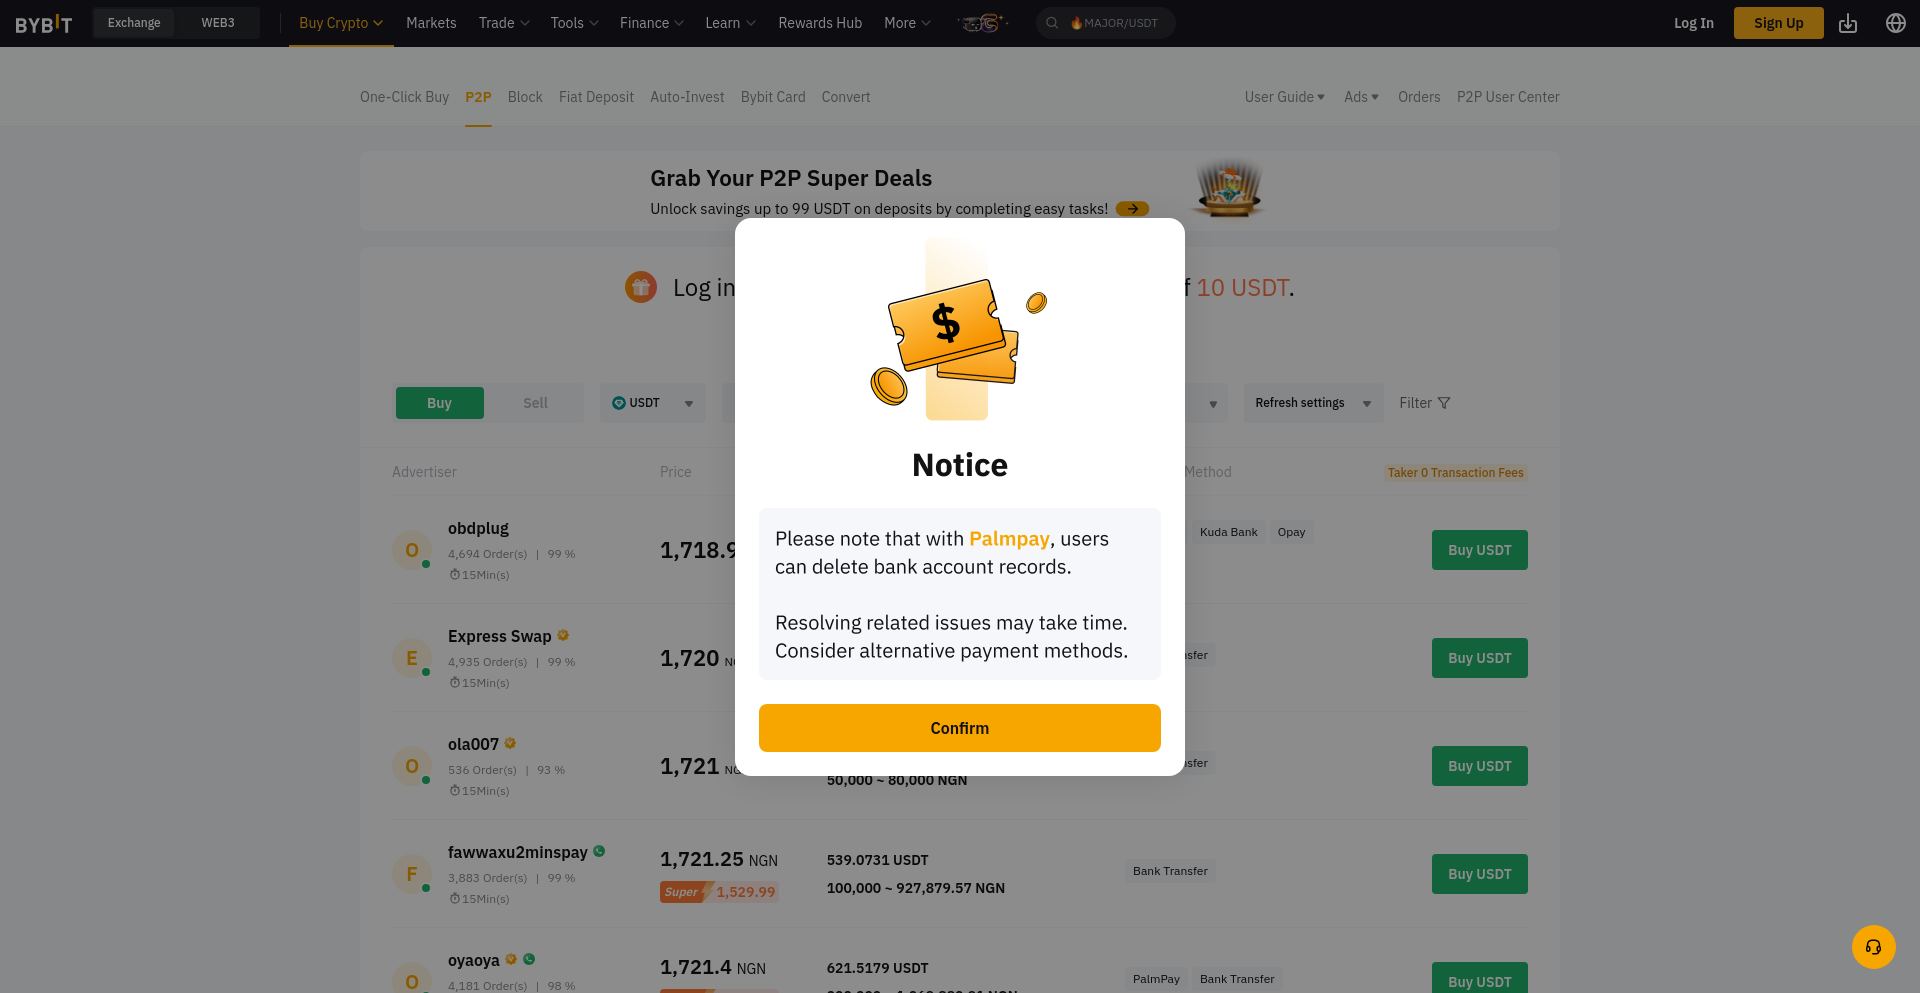 BYBIT Exchange WEB3 Buy Crypto Markets Trade Tools Finance Learn Rewards Hub More MAJOR/USDT Log In Sign Up
One-Click Buy P2P Block Fiat Deposit Auto-Invest Bybit Card Convert User Guide Ads Orders P2P User Center
Grab Your P2P Super Deals
Unlock savings up to 99 USDT on deposits by completing easy tasks!
Log in f 10 USDT.
$
Buy Sell USDT Refresh settings Filter
Advertiser Price Method Taker 0 Transaction Fees
Notice
Please note that with Palmpay, users
can delete bank account records.
Resolving related issues may take time.
Consider alternative payment methods.
Confirm
O obdplug
4,694 Order(s) | 99 %
15Min(s)
1,718.9
Kuda Bank Opay
Buy USDT
E Express Swap
4,935 Order(s) | 99 %
15Min(s)
1,720
Buy USDT
O ola007
536 Order(s) | 93 %
15Min(s)
1,721
50,000 ~ 80,000 NGN
Buy USDT
F fawwaxu2minspay
3,883 Order(s) | 99 %
15Min(s)
1,721.25 NGN
Super 1,529.99
539.0731 USDT
100,000 ~ 927,879.57 NGN
Bank Transfer
Buy USDT
O oyaoya
4,181 Order(s) | 98 %
1,721.4 NGN
621.5179 USDT
PalmPay Bank Transfer
Buy USDT